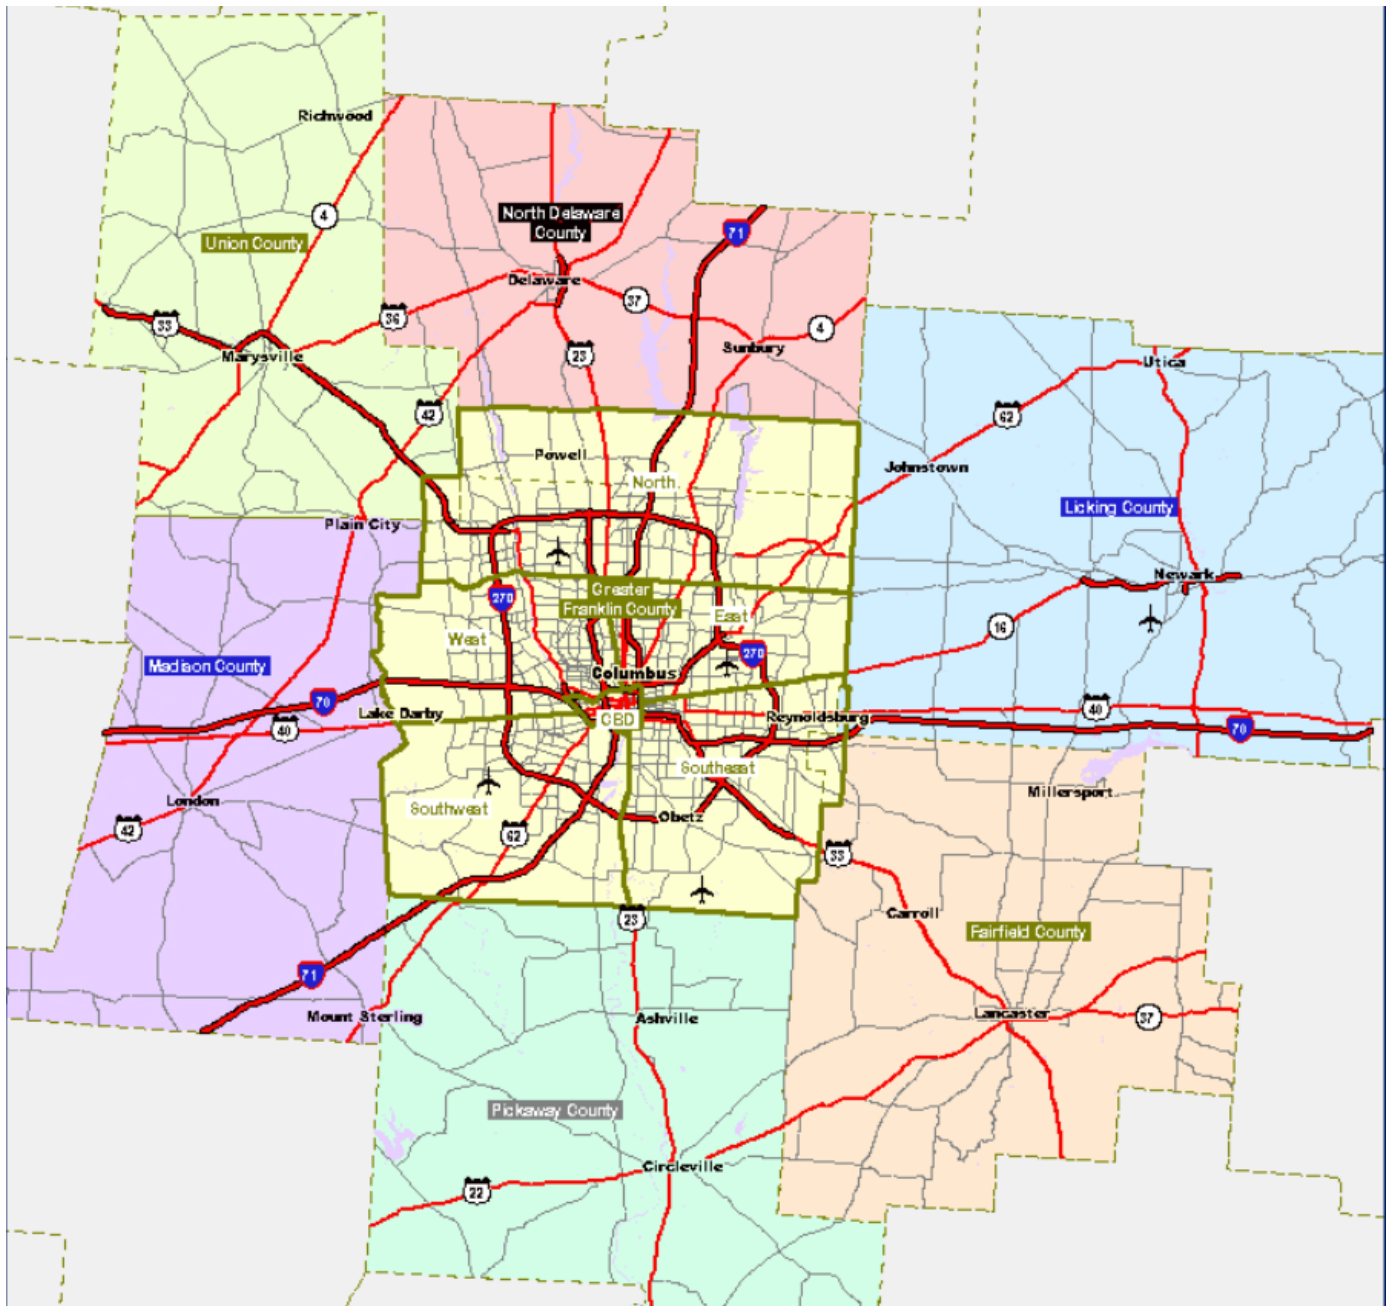 Richwood
4
North Delaware
County
Union County
71
Delaware
37
36
33
4
Sunbury
23
Marysville
Utica
42
62
Powell
Johnstown
North
Licking County
Plain City
Newark
Greater
Franklin County
270
East
16
West
270
Madison County
Columbus
70
Lake Darby
40
CBD
Reynoldsburg
40
70
Southeast
Millersport
London
Southwest
Obetz
42
62
33
Carroll
23
Fairfield County
71
Mount Sterling
Ashville
Lancaster
37
Pickaway County
Circleville
22